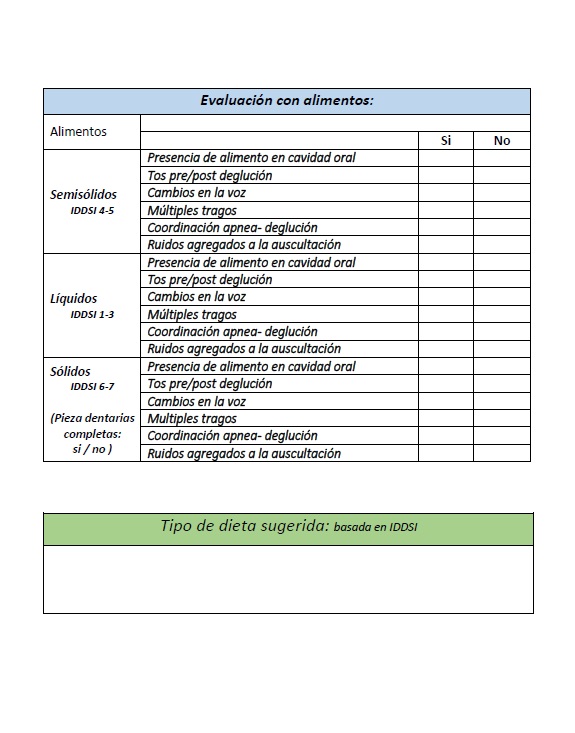 Evaluación con alimentos:
Alimentos
Si No
Semisólidos
IDDSI 4-5
Presencia de alimento en cavidad oral
Tos pre/post deglución
Cambios en la voz
Múltiples tragos
Coordinación apnea- deglución
Ruidos agregados a la auscultación
Líquidos
IDDSI 1-3
Presencia de alimento en cavidad oral
Tos pre/post deglución
Cambios en la voz
Múltiples tragos
Coordinación apnea- deglución
Ruidos agregados a la auscultación
Sólidos
IDDSI 6-7
(Pieza dentarias
completas:
si / no )
Presencia de alimento en cavidad oral
Tos pre/post deglución
Cambios en la voz
Multiples tragos
Coordinación apnea- deglución
Ruidos agregados a la auscultación
Tipo de dieta sugerida: basada en IDDSI